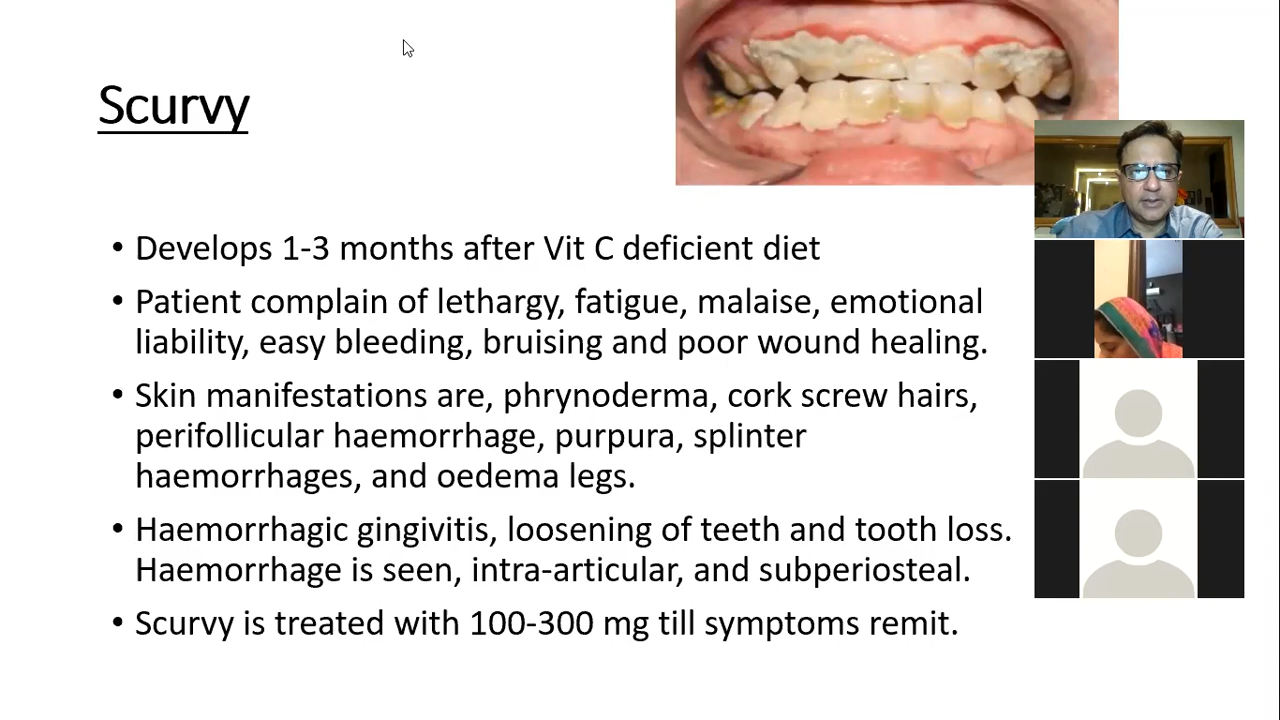 Scurvy
• Develops 1-3 months after Vit C deficient diet
• Patient complain of lethargy, fatigue, malaise, emotional
liability, easy bleeding, bruising and poor wound healing.
• Skin manifestations are, phrynoderma, cork screw hairs,
perifollicular haemorrhage, purpura, splinter
haemorrhages, and oedema legs.
• Haemorrhagic gingivitis, loosening of teeth and tooth loss.
Haemorrhage is seen, intra-articular, and subperiosteal.
• Scurvy is treated with 100-300 mg till symptoms remit.